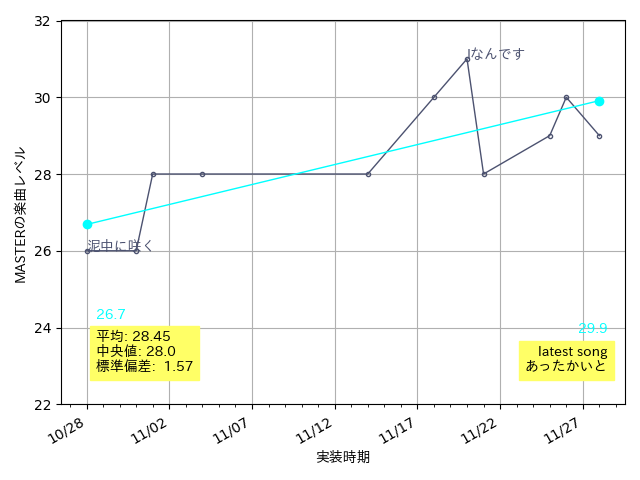 32
30
28
26
24
22
MASTERの楽曲レベル
Iなんです
泥中に咲く
26.7
29.9
平均: 28.45
中央値: 28.0
標準偏差:  1.57
latest song
あったかいと
10/28
11/02
11/07
11/12
11/17
11/22
11/27
実装時期